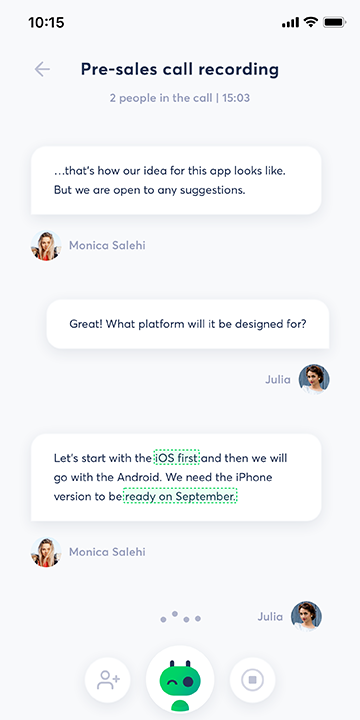 10:15
Pre-sales call recording
2 people in the call | 15:03
...that's how our idea for this app looks like.
But we are open to any suggestions.
Monica Salehi
Great! What platform will it be designed for?
Julia
Let's start with the iOS first and then we will
go with the Android. We need the iPhone
version to be ready on September.
Monica Salehi
Julia